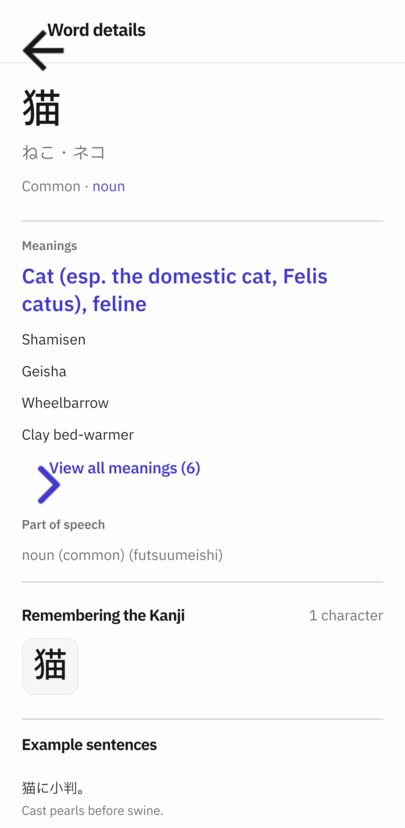 Word details
猫
ねこ・ネコ
Common · noun
Meanings
Cat (esp. the domestic cat, Felis
catus), feline
Shamisen
Geisha
Wheelbarrow
Clay bed-warmer
View all meanings (6)
Part of speech
noun (common) (futsuumeishi)
Remembering the Kanji 1 character
猫
Example sentences
猫に小判。
Cast pearls before swine.